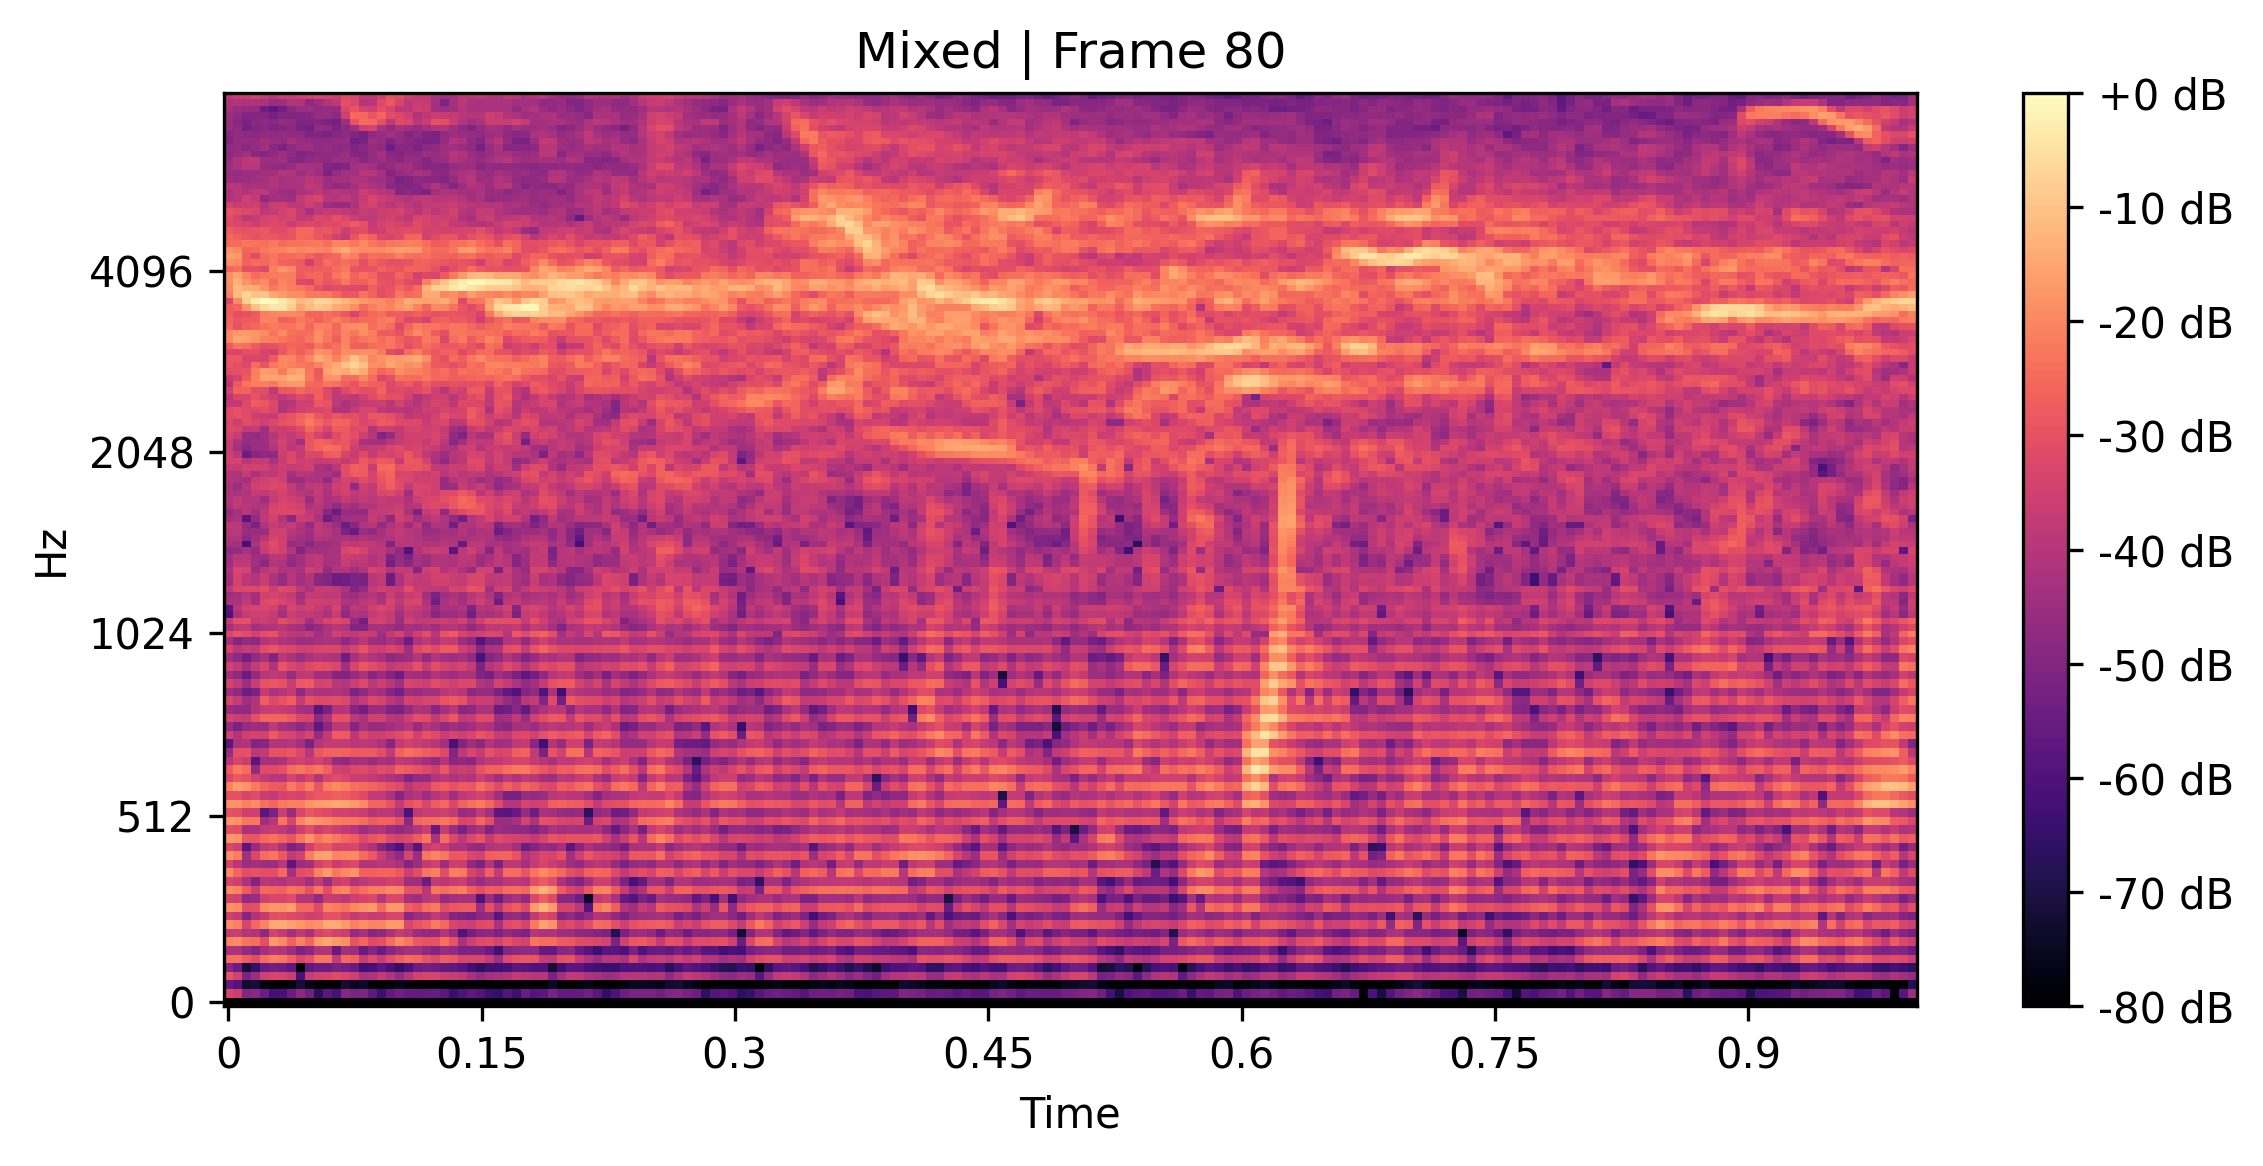 Mixed | Frame 80
Hz
4096
2048
1024
512
0
0 0.15 0.3 0.45 0.6 0.75 0.9
Time
+0 dB
-10 dB
-20 dB
-30 dB
-40 dB
-50 dB
-60 dB
-70 dB
-80 dB